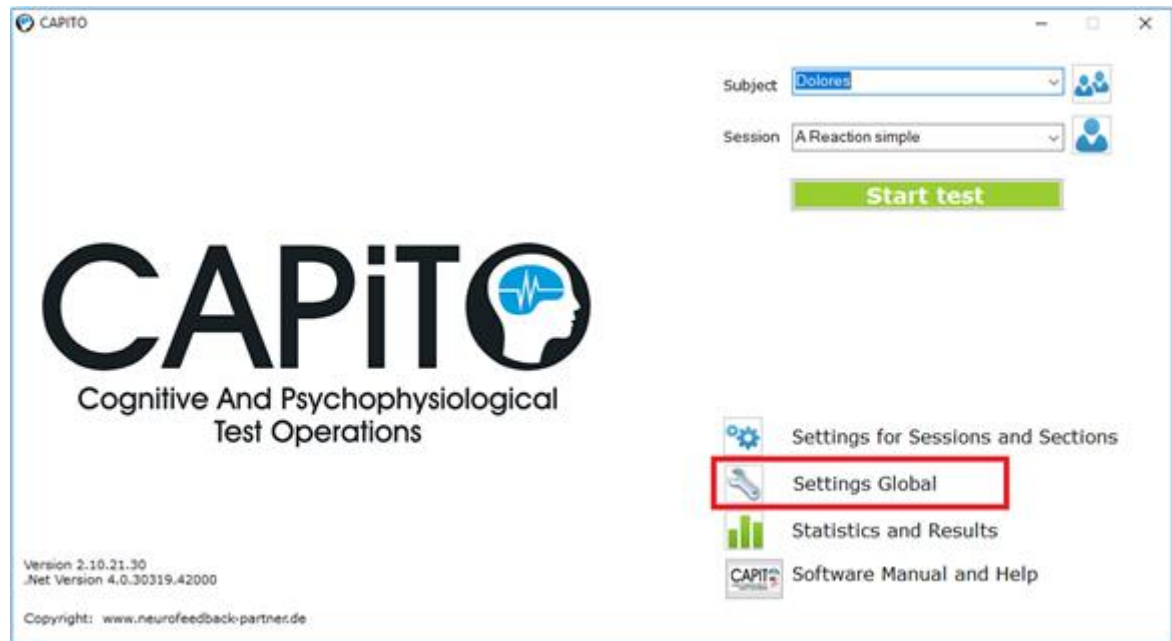 CAPITO
Subject Dolores
Session A Reaction simple
Start test
CAPiTO
Cognitive And Psychophysiological
Test Operations
Settings for Sessions and Sections
Settings Global
Statistics and Results
CAPiTO Software Manual and Help
Version 2.10.21.30
.Net Version 4.0.30319.42000
Copyright: www.neurofeedback-partner.de